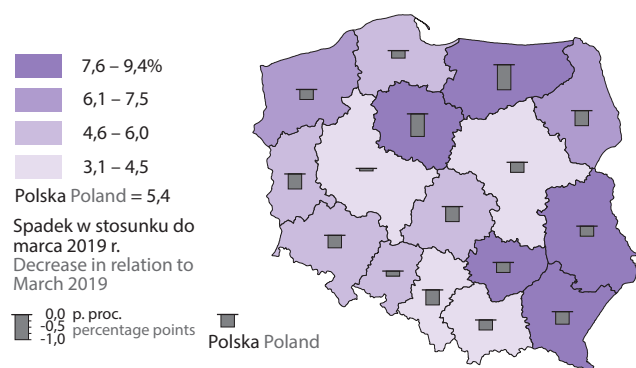 7,6 – 9,4%
6,1 – 7,5
4,6 – 6,0
3,1 – 4,5
Polska Poland = 5,4
Spadek w stosunku do
marca 2019 r.
Decrease in relation to
March 2019
0,0 p. proc.
-0,5 percentage points
-1,0
Polska Poland